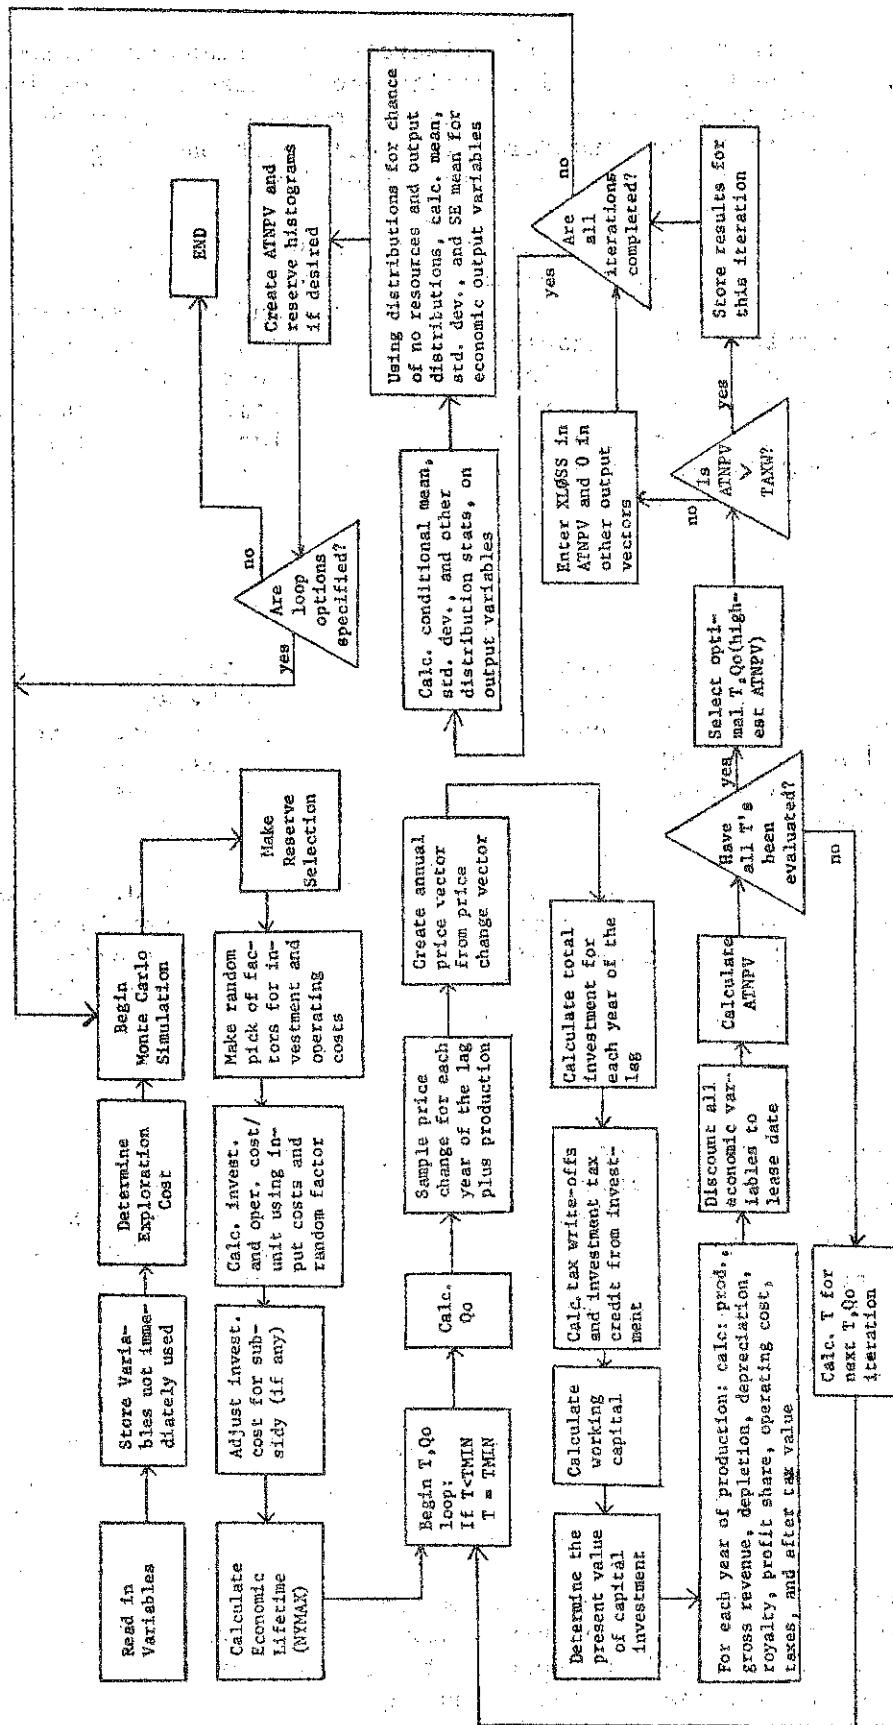 Read in
Variables
Store Varia-
bles not imme-
diately used
Determine
Exploration
Cost
Begin
Monte Carlo
Simulation
Make
Reserve
Selection
Make random
pick of fac-
tors for in-
vestment and
operating
costs
Calc. invest.
and oper. cost/
unit using in-
put costs and
random factor
Adjust invest.
cost for sub-
sidy (if any)
Calculate
Economic
Lifetime
(NYMAX)
Begin T,Qo
loop:
If T<TMIN
T = TMIN
Calc.
Qo
Sample price
change for each
year of the lag
plus production
Create annual
price vector
from price
change vector
Calculate total
investment for
each year of the
lag
Calc. tax write-offs
and investment tax
credit from invest-
ment
Calculate
working
capital
Determine the
present value
of capital
investment
For each year of production: calc: prod.,
gross revenue, depletion, depreciation,
royalty, profit share, operating cost,
taxes, and after tax value
Discount all
economic var-
iables to
lease date
Calculate
ATNPV
Have
all T's
been
evaluated?
yes
no
Calc. T for
next T,Qo
iteration
Select opti-
mal T,Qo(high-
est ATNPV)
Is
ATNPV
>
TAXW?
no
yes
Enter XLØSS in
ATNPV and 0 in
other output
vectors
Store results for
this iteration
Are
all
iterations
completed?
yes
no
Calc. conditional mean,
std. dev., and other
distribution stats, on
output variables
Using distributions for chance
of no resources and output
distributions, calc. mean,
std. dev., and SE mean for
economic output variables
Create ATNPV and
reserve histograms
if desired
Are
loop
options
specified?
yes
no
END